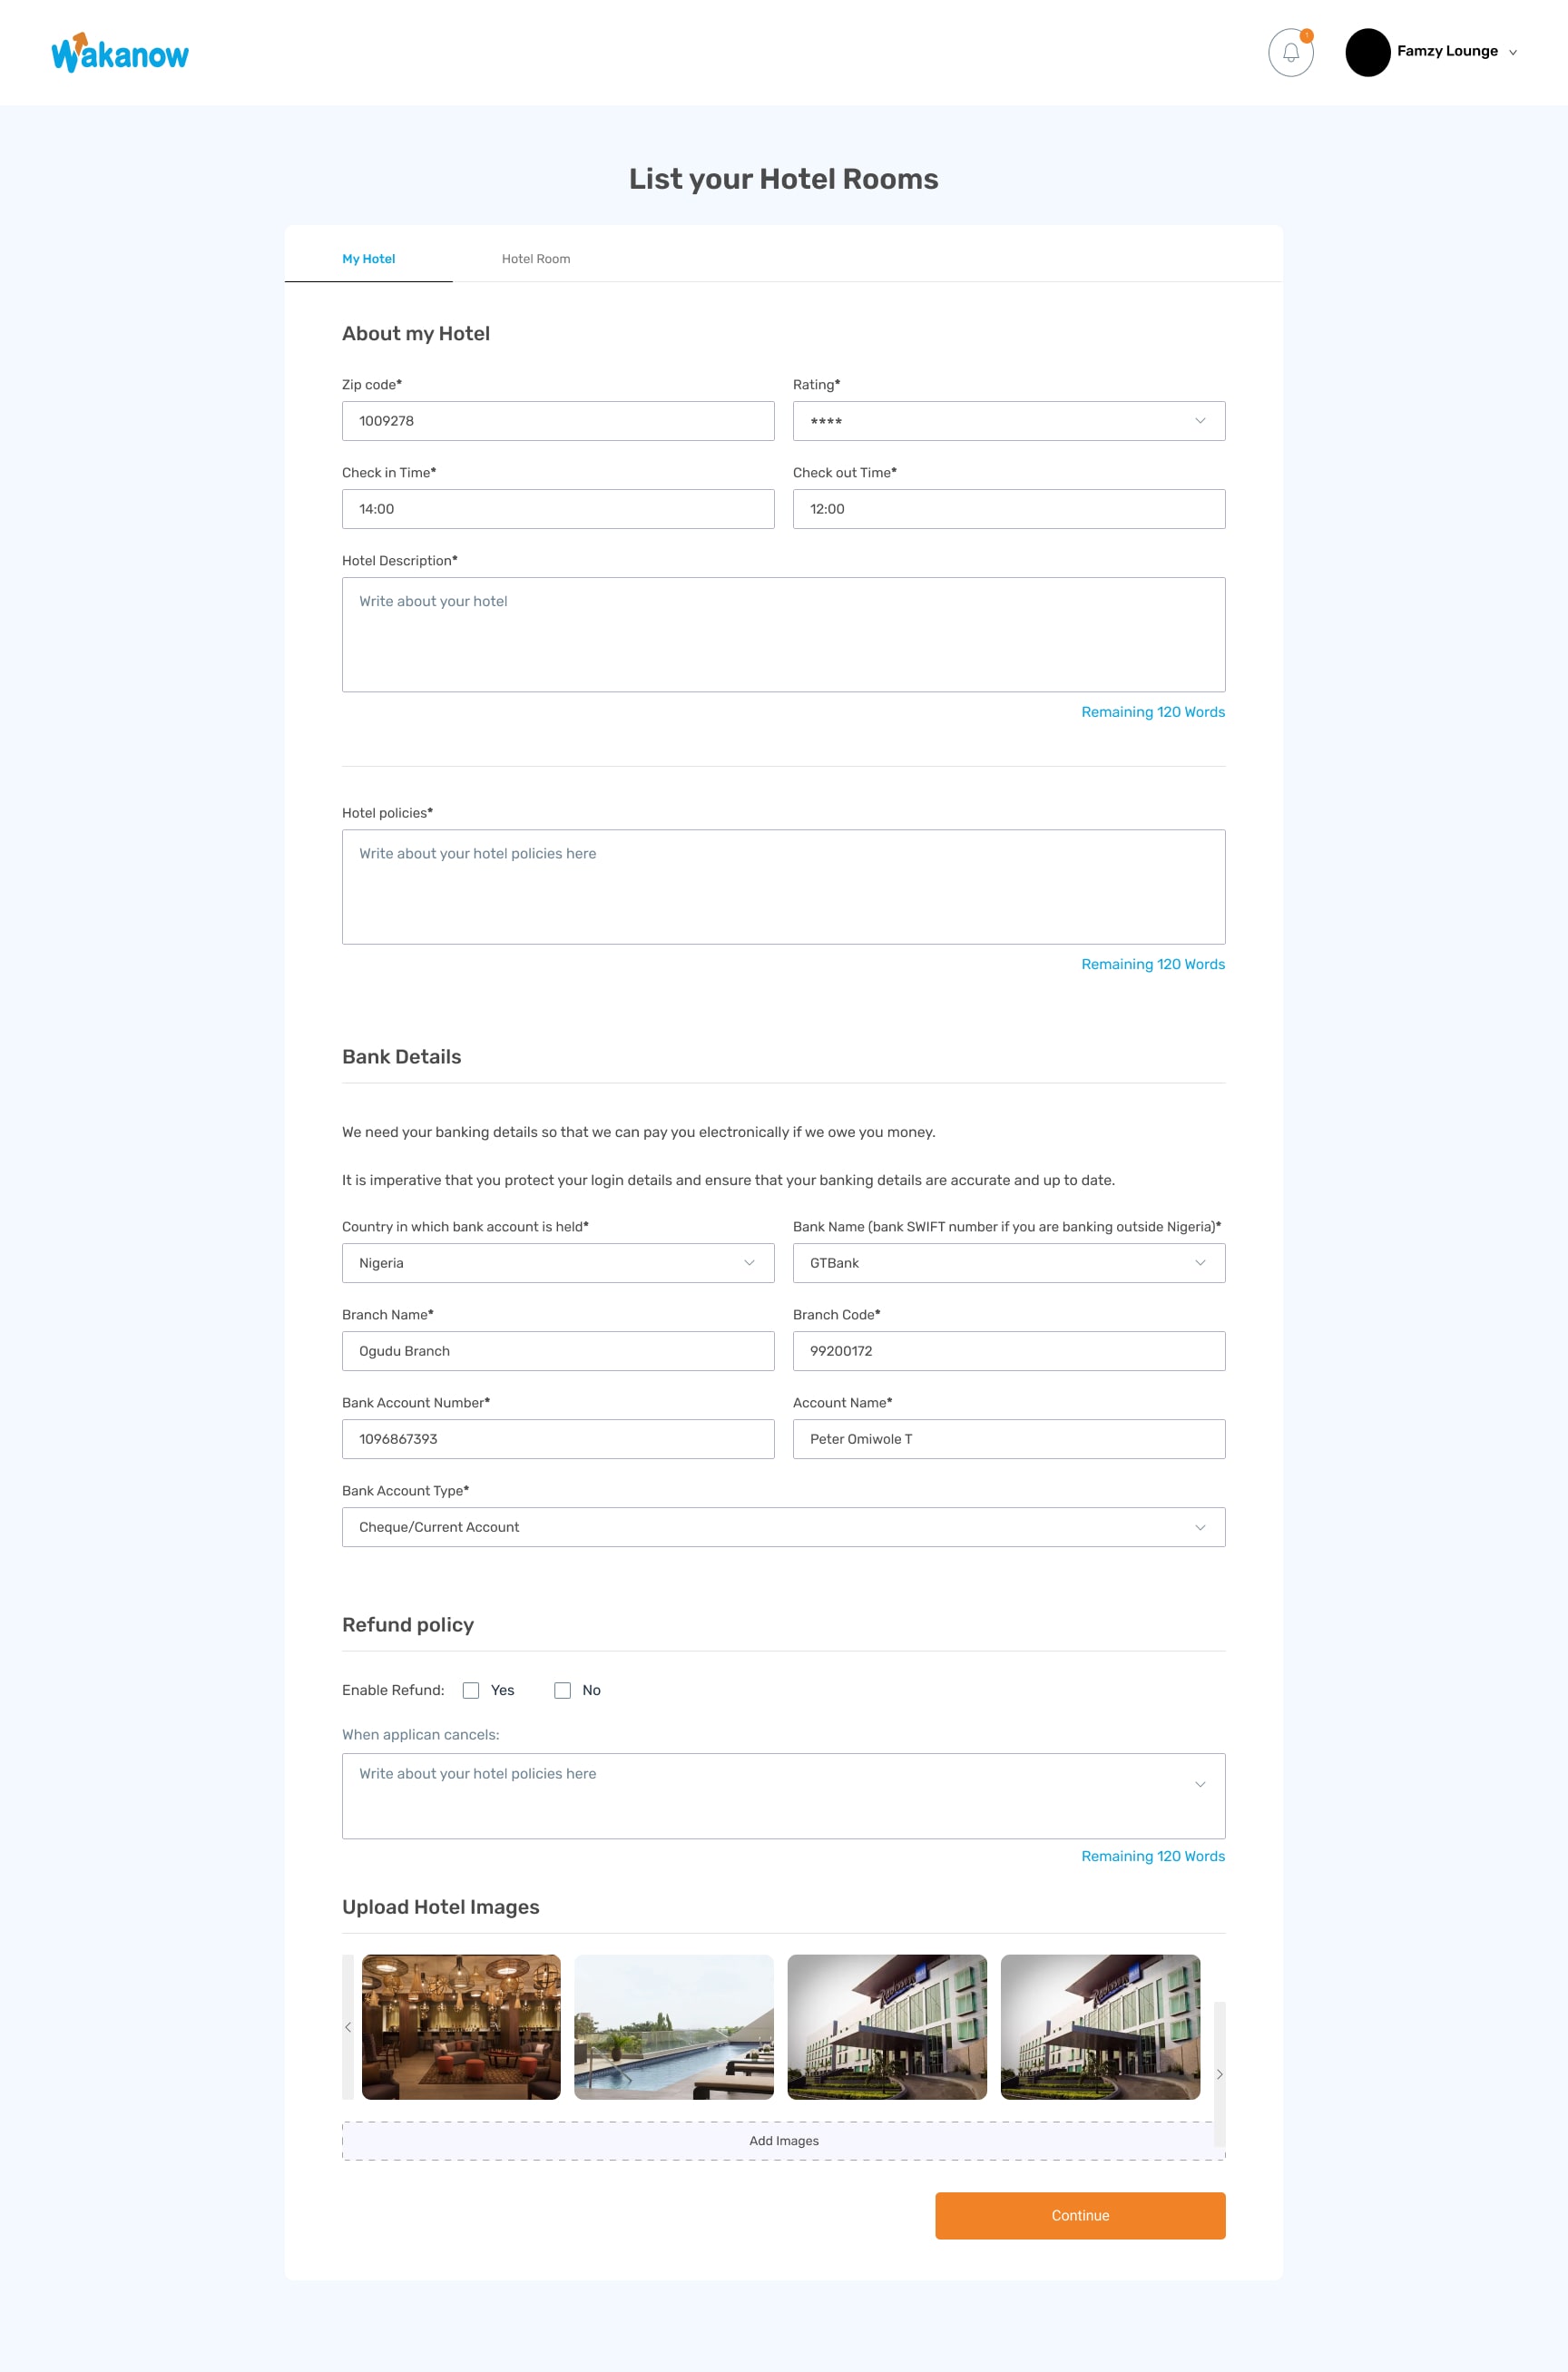 Wakanow
1
Famzy Lounge
List your Hotel Rooms
My Hotel
Hotel Room
About my Hotel
Zip code*
Rating*
1009278
****
Check in Time*
Check out Time*
14:00
12:00
Hotel Description*
Write about your hotel
Remaining 120 Words
Hotel policies*
Write about your hotel policies here
Remaining 120 Words
Bank Details
We need your banking details so that we can pay you electronically if we owe you money.
It is imperative that you protect your login details and ensure that your banking details are accurate and up to date.
Country in which bank account is held*
Bank Name (bank SWIFT number if you are banking outside Nigeria)*
Nigeria
GTBank
Branch Name*
Branch Code*
Ogudu Branch
99200172
Bank Account Number*
Account Name*
1096867393
Peter Omiwole T
Bank Account Type*
Cheque/Current Account
Refund policy
Enable Refund:
Yes
No
When applican cancels:
Write about your hotel policies here
Remaining 120 Words
Upload Hotel Images
Add Images
Continue